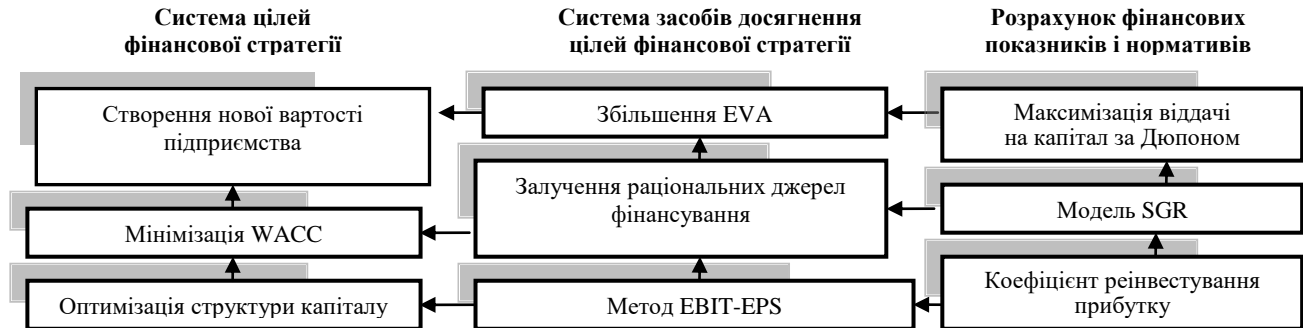 Система цілей
фінансової стратегії
Система засобів досягнення
цілей фінансової стратегії
Розрахунок фінансових
показників і нормативів
Створення нової вартості
підприємства
Збільшення EVA
Максимізація віддачі
на капітал за Дюпоном
Залучення раціональних джерел
фінансування
Мінімізація WACC
Модель SGR
Оптимізація структури капіталу
Метод EBIT-EPS
Коефіцієнт реінвестування
прибутку